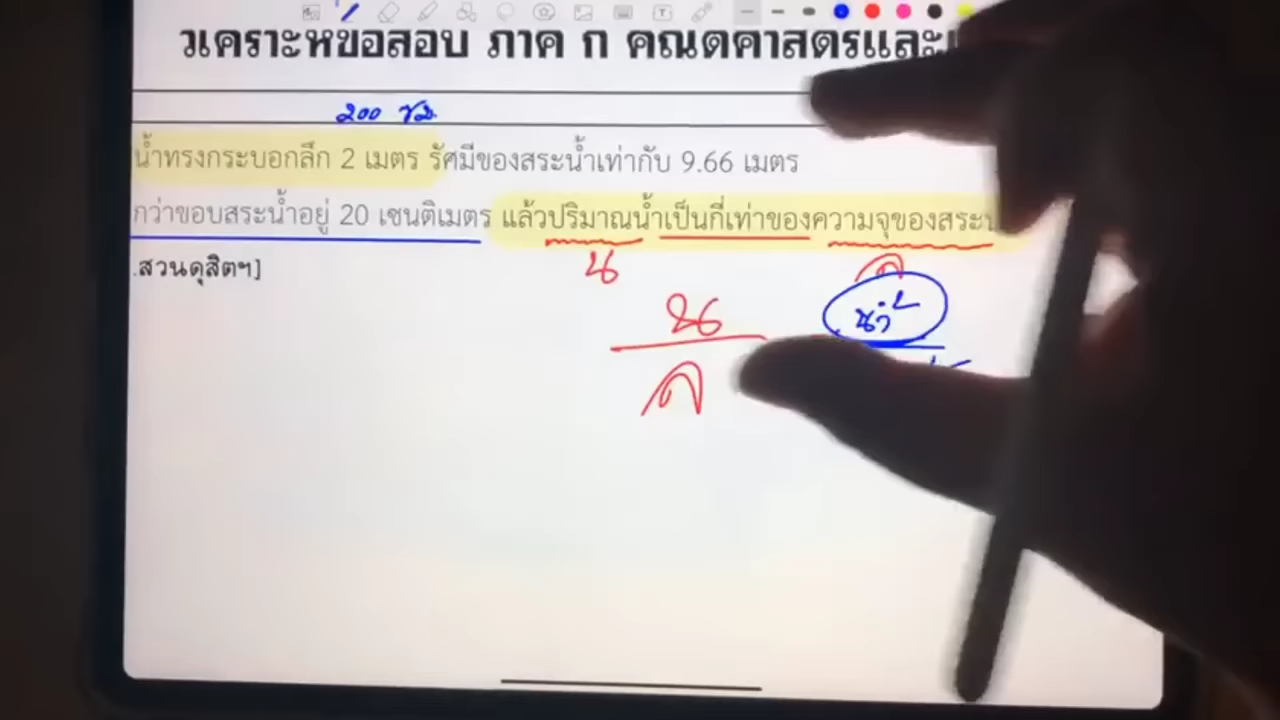 วเคราะหขอสอบ ภาค ก คณตศาสตรและ
200 ซม.
น้ำทรงกระบอกลึก 2 เมตร รัศมีของสระน้ำเท่ากับ 9.66 เมตร
กว่าขอบสระน้ำอยู่ 20 เซนติเมตร แล้วปริมาณน้ำเป็นกี่เท่าของความจุของสระ
.สวนดุสิตฯ]
น ส
น น้ำ
ส